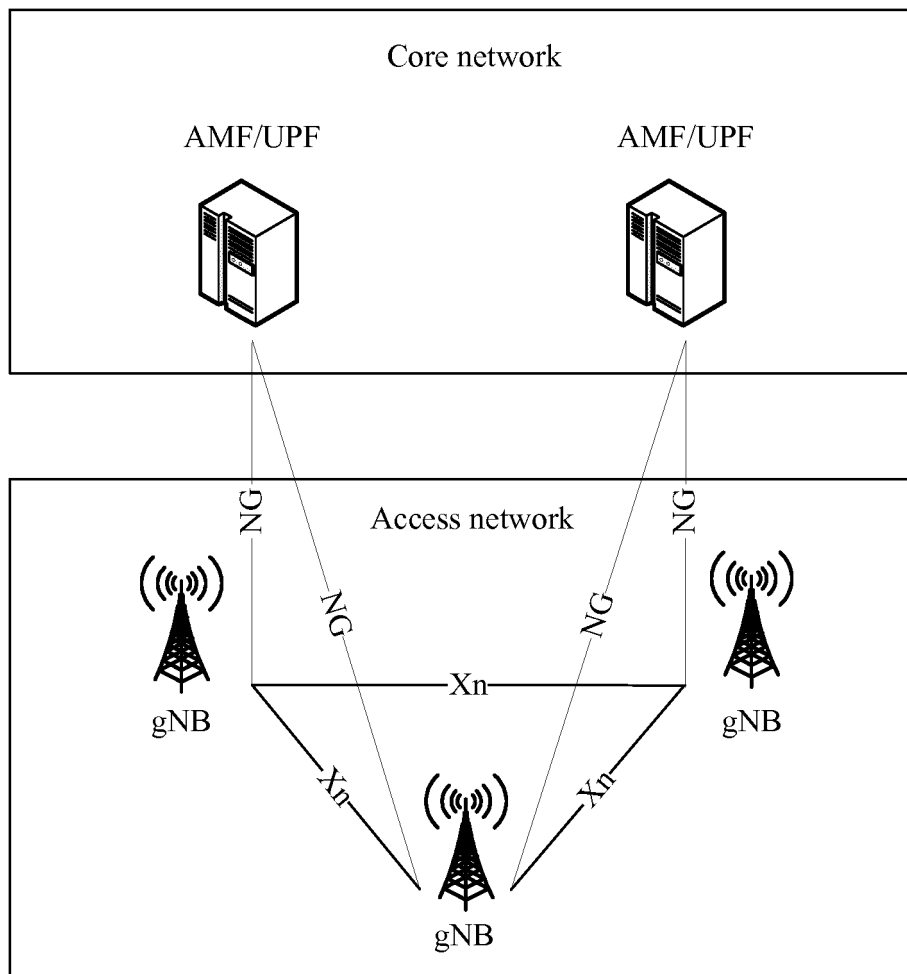 Core network
AMF/UPF
AMF/UPF
NG
NG
Access network
NG
NG
gNB
Xn
gNB
Xn
Xn
gNB